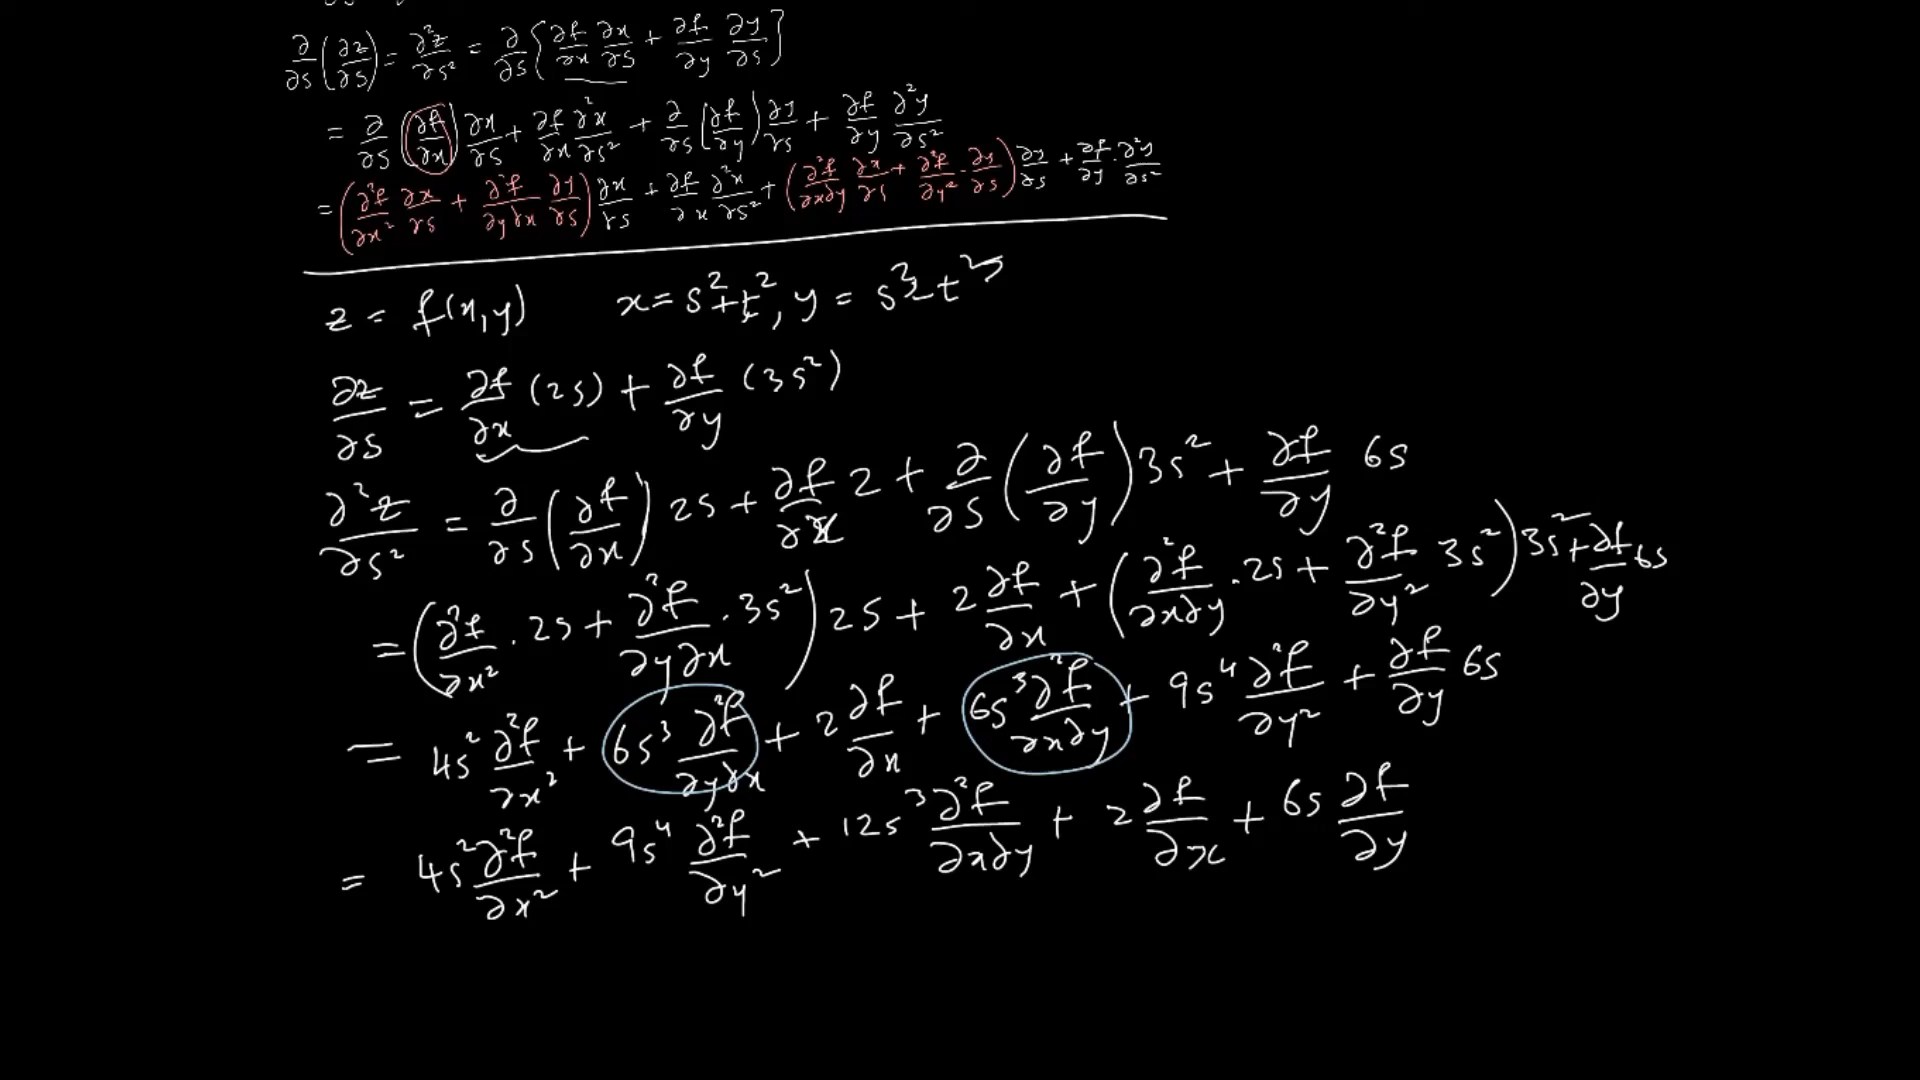 ∂/∂s (∂z/∂s) = ∂²z/∂s² = ∂/∂s { ∂f/∂x ∂x/∂s + ∂f/∂y ∂y/∂s }
= ∂/∂s (∂f/∂x) ∂x/∂s + ∂f/∂x ∂²x/∂s² + ∂/∂s (∂f/∂y) ∂y/∂s + ∂f/∂y ∂²y/∂s²
= (∂²f/∂x² ∂x/∂s + ∂²f/∂y∂x ∂y/∂s) ∂x/∂s + ∂f/∂x ∂²x/∂s² + (∂²f/∂x∂y ∂x/∂s + ∂²f/∂y² · ∂y/∂s) ∂y/∂s + ∂f/∂y · ∂²y/∂s²
z = f(x,y) x = s² + t², y = s³ - t³
∂z/∂s = ∂f/∂x (2s) + ∂f/∂y (3s²)
∂²z/∂s² = ∂/∂s (∂f/∂x) 2s + ∂f/∂x 2 + ∂/∂s (∂f/∂y) 3s² + ∂f/∂y 6s
= (∂²f/∂x² · 2s + ∂²f/∂y∂x · 3s²) 2s + 2 ∂f/∂x + (∂²f/∂x∂y · 2s + ∂²f/∂y² 3s²) 3s² + ∂f/∂y 6s
= 4s² ∂²f/∂x² + 6s³ ∂²f/∂y∂x + 2 ∂f/∂x + 6s³ ∂²f/∂x∂y + 9s⁴ ∂²f/∂y² + ∂f/∂y 6s
= 4s² ∂²f/∂x² + 9s⁴ ∂²f/∂y² + 12s³ ∂²f/∂x∂y + 2 ∂f/∂x + 6s ∂f/∂y